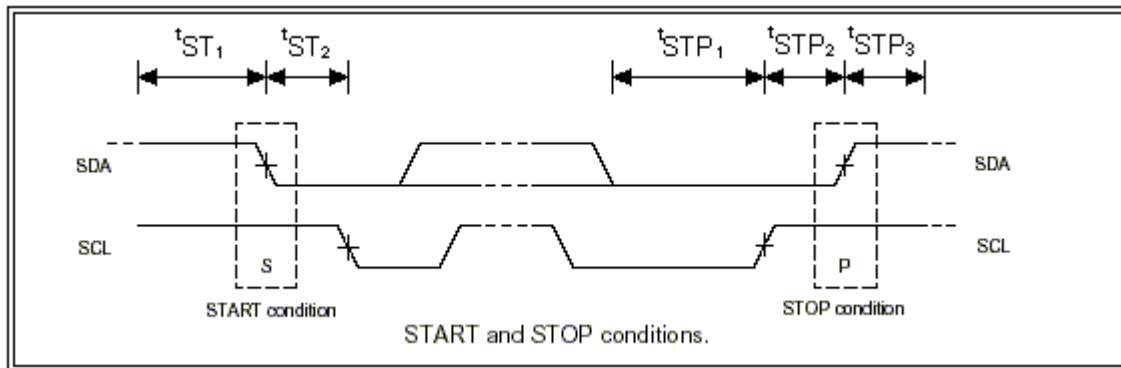 tST1 tST2 tSTP1 tSTP2 tSTP3
SDA SDA
SCL SCL
S P
START condition STOP condition
START and STOP conditions.